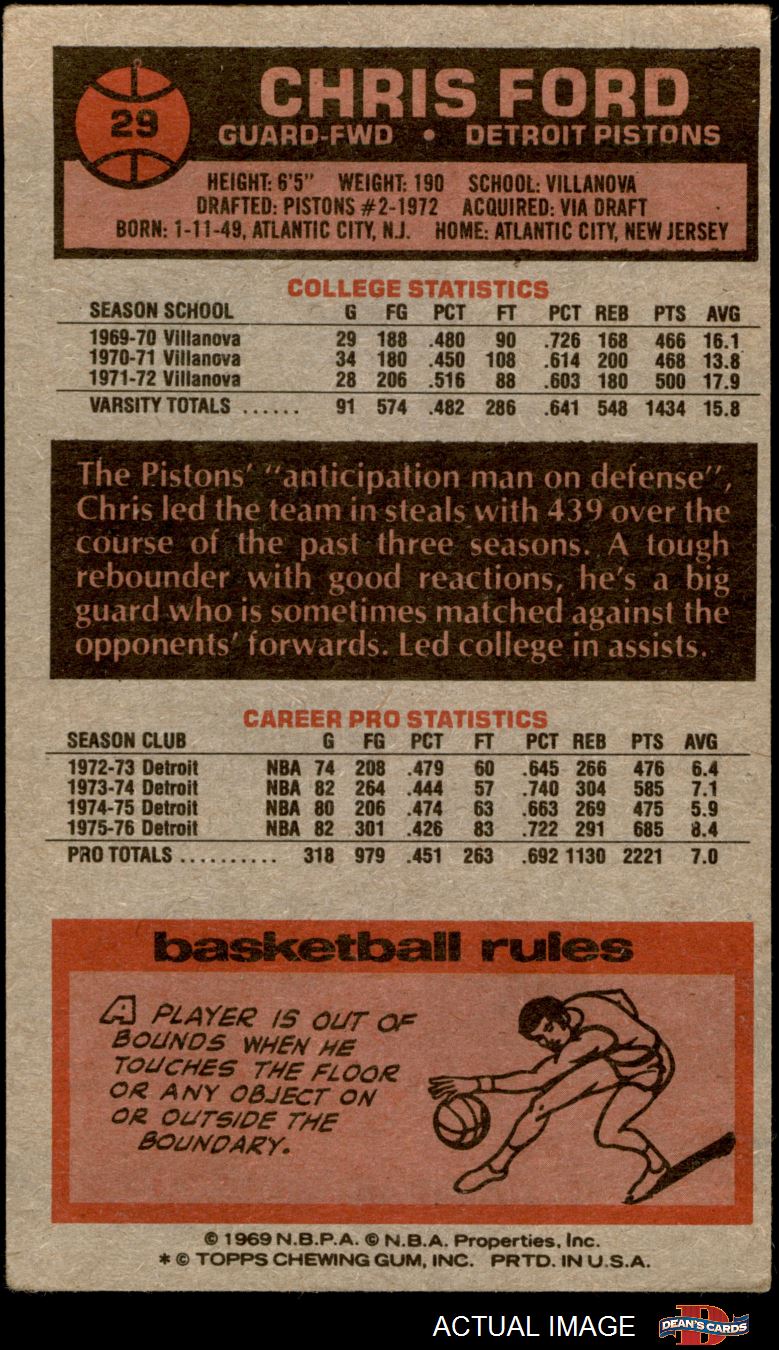 29
CHRIS FORD
GUARD-FWD • DETROIT PISTONS
HEIGHT: 6'5" WEIGHT: 190 SCHOOL: VILLANOVA
DRAFTED: PISTONS #2-1972 ACQUIRED: VIA DRAFT
BORN: 1-11-49, ATLANTIC CITY, N.J. HOME: ATLANTIC CITY, NEW JERSEY
COLLEGE STATISTICS
SEASON SCHOOL G FG PCT FT PCT REB PTS AVG
1969-70 Villanova 29 188 .480 90 .726 168 466 16.1
1970-71 Villanova 34 180 .450 108 .614 200 468 13.8
1971-72 Villanova 28 206 .516 88 .603 180 500 17.9
VARSITY TOTALS ...... 91 574 .482 286 .641 548 1434 15.8
The Pistons' "anticipation man on defense",
Chris led the team in steals with 439 over the
course of the past three seasons. A tough
rebounder with good reactions, he's a big
guard who is sometimes matched against the
opponents' forwards. Led college in assists.
CAREER PRO STATISTICS
SEASON CLUB G FG PCT FT PCT REB PTS AVG
1972-73 Detroit NBA 74 208 .479 60 .645 266 476 6.4
1973-74 Detroit NBA 82 264 .444 57 .740 304 585 7.1
1974-75 Detroit NBA 80 206 .474 63 .663 269 475 5.9
1975-76 Detroit NBA 82 301 .426 83 .722 291 685 8.4
PRO TOTALS .......... 318 979 .451 263 .692 1130 2221 7.0
basketball rules
A PLAYER IS OUT OF
BOUNDS WHEN HE
TOUCHES THE FLOOR
OR ANY OBJECT ON
OR OUTSIDE THE
BOUNDARY.
© 1969 N.B.P.A. © N.B.A. Properties, Inc.
* © TOPPS CHEWING GUM, INC. PRTD. IN U.S.A.
ACTUAL IMAGE
D
DEAN'S CARDS